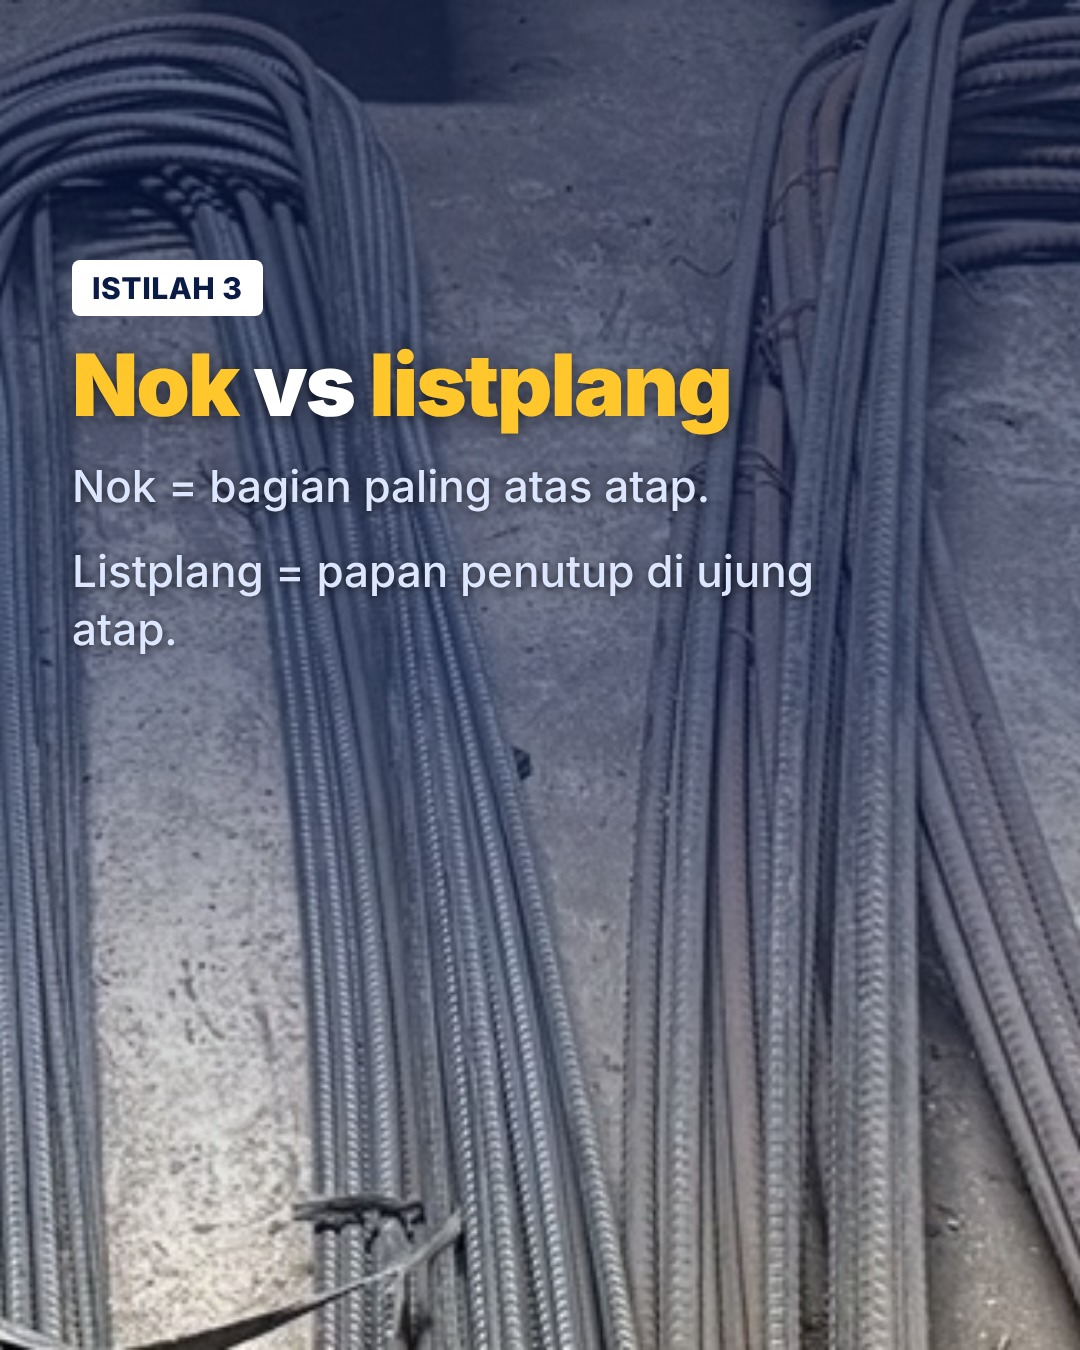 ISTILAH 3
Nok vs listplang
Nok = bagian paling atas atap.
Listplang = papan penutup di ujung
atap.